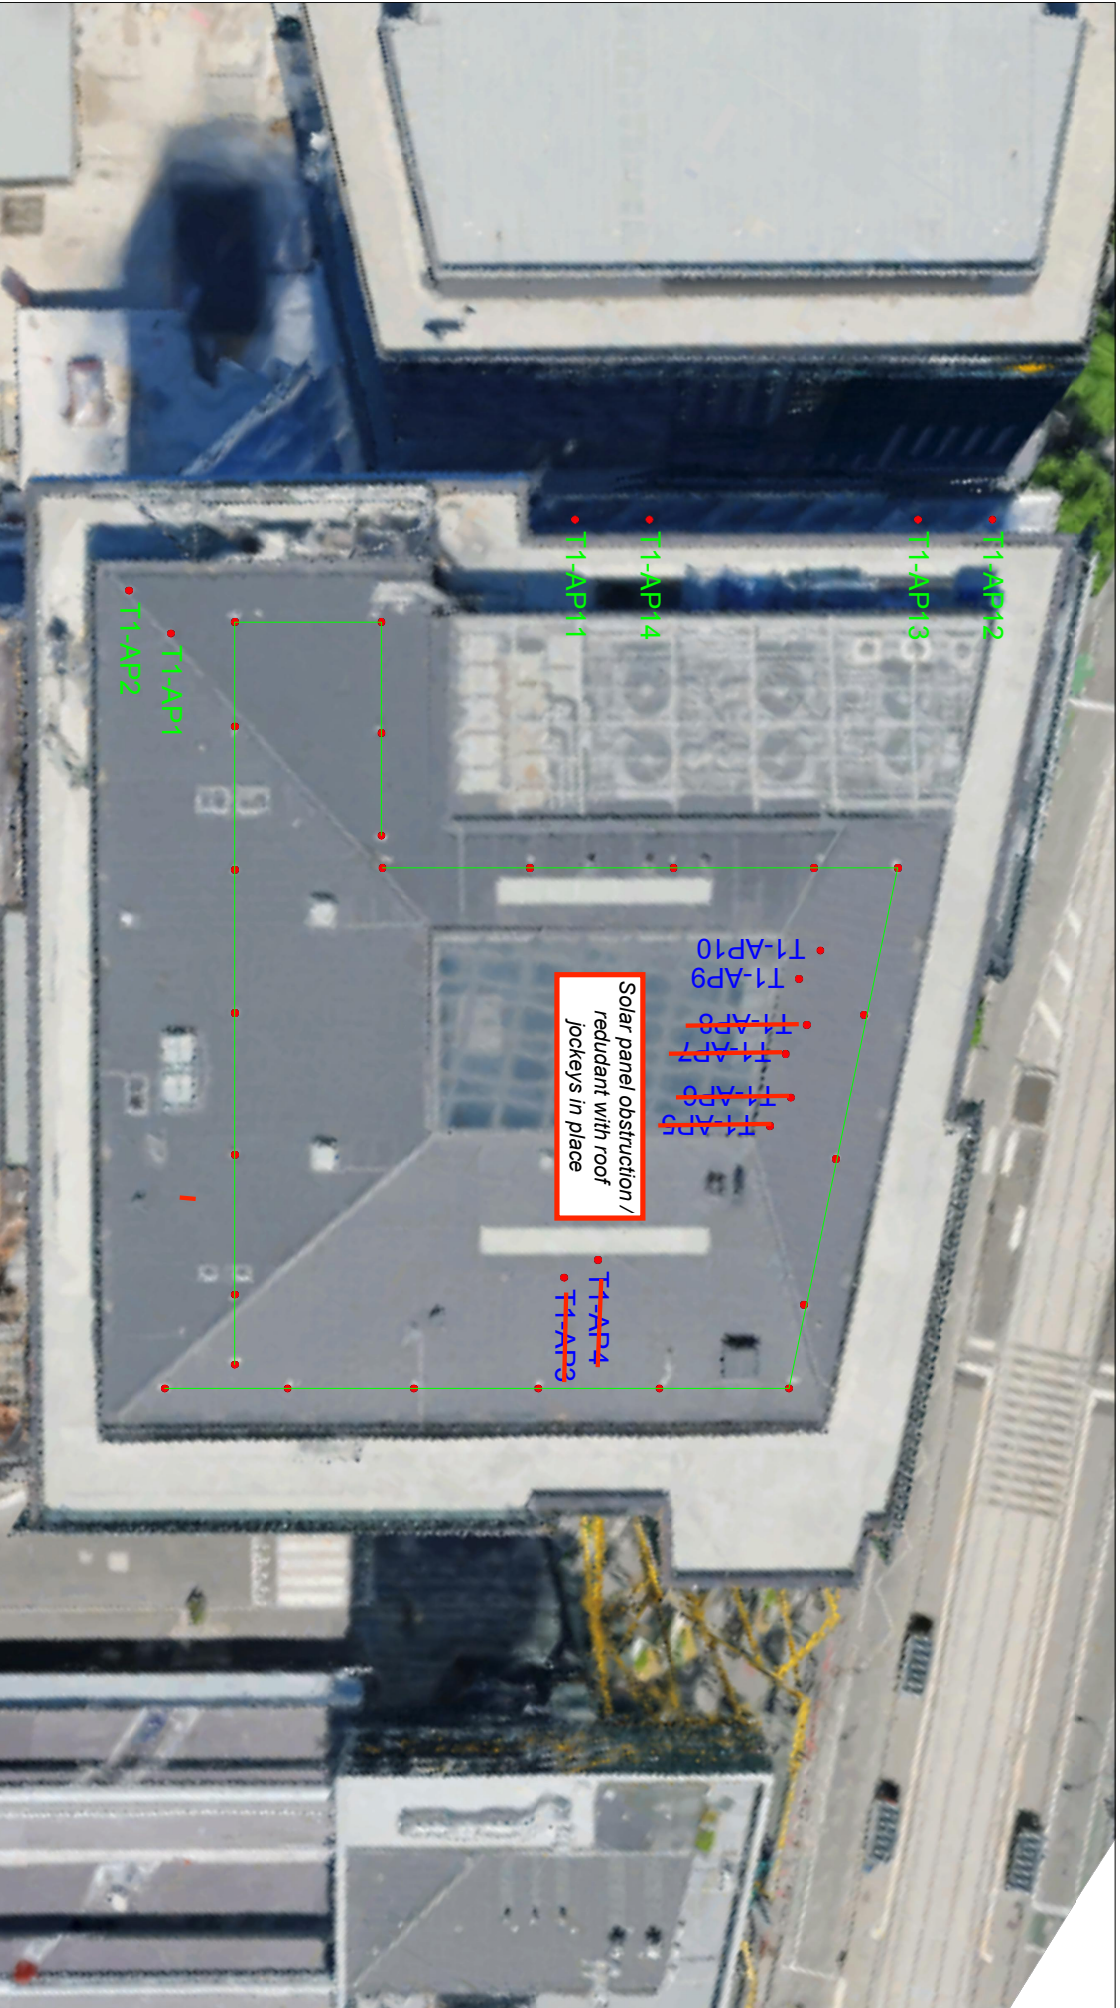 T1-AP11
T1-AP14
T1-AP13
T1-AP12
T1-AP2
T1-AP1
T1-AP10
T1-AP9
T1-AP8
T1-AP7
T1-AP6
T1-AP5
Solar panel obstruction /
redudant with roof
jockeys in place
T1-AP4
T1-AP3